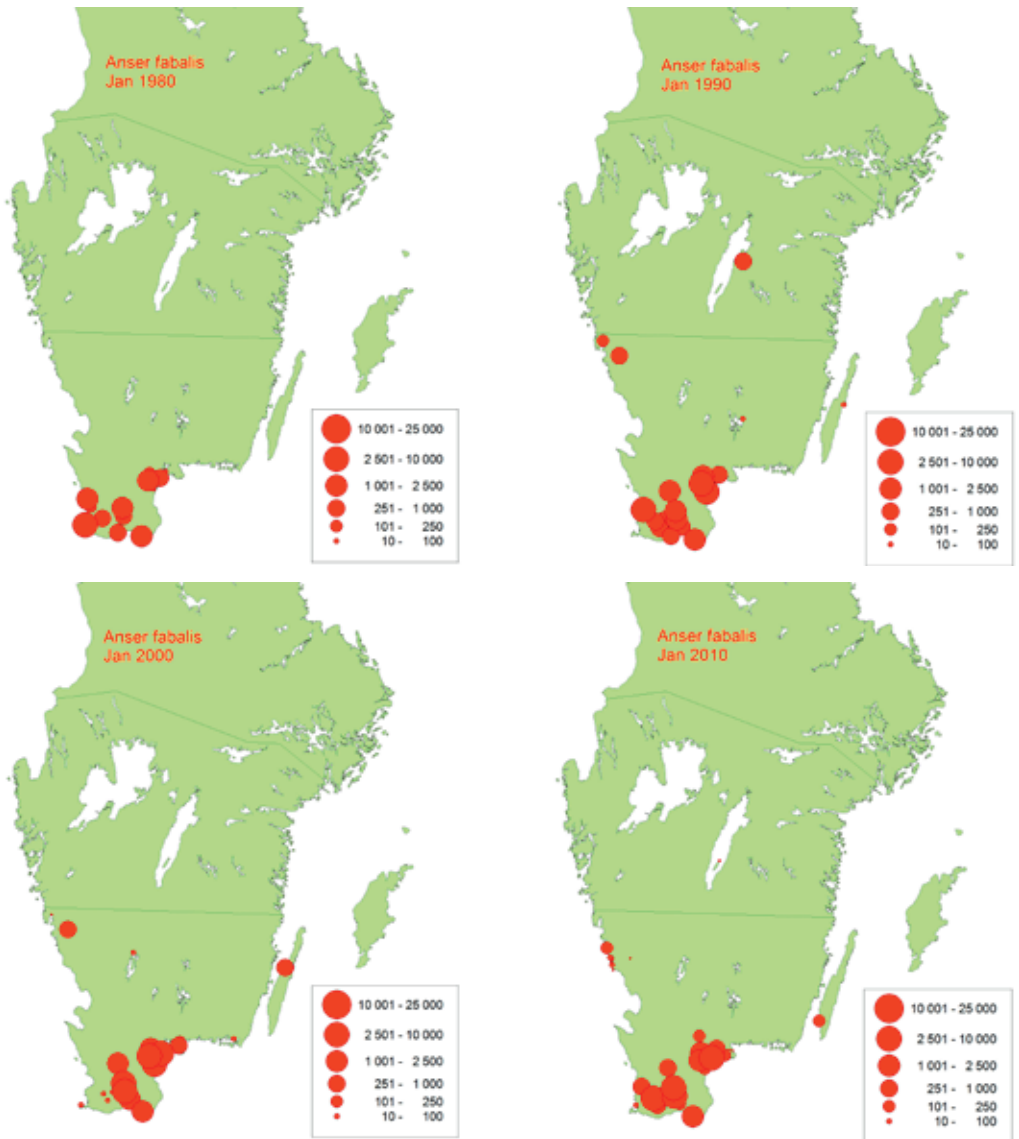 Anser fabalis
Jan 1980
10 001 - 25 000
2 501 - 10 000
1 001 - 2 500
251 - 1 000
101 - 250
10 - 100
Anser fabalis
Jan 1990
10 001 - 25 000
2 501 - 10 000
1 001 - 2 500
251 - 1 000
101 - 250
10 - 100
Anser fabalis
Jan 2000
10 001 - 25 000
2 501 - 10 000
1 001 - 2 500
251 - 1 000
101 - 250
10 - 100
Anser fabalis
Jan 2010
10 001 - 25 000
2 501 - 10 000
1 001 - 2 500
251 - 1 000
101 - 250
10 - 100